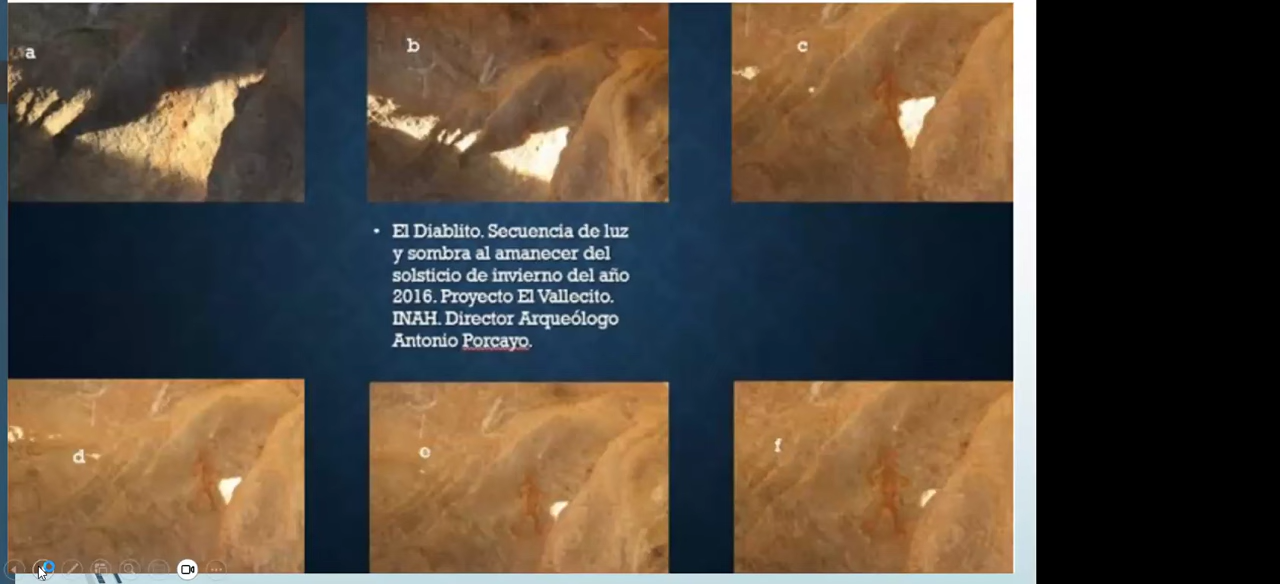 a
b
c
• El Diablito. Secuencia de luz
y sombra al amanecer del
solsticio de invierno del año
2016. Proyecto El Vallecito.
INAH. Director Arqueólogo
Antonio Porcayo.
d
e
f